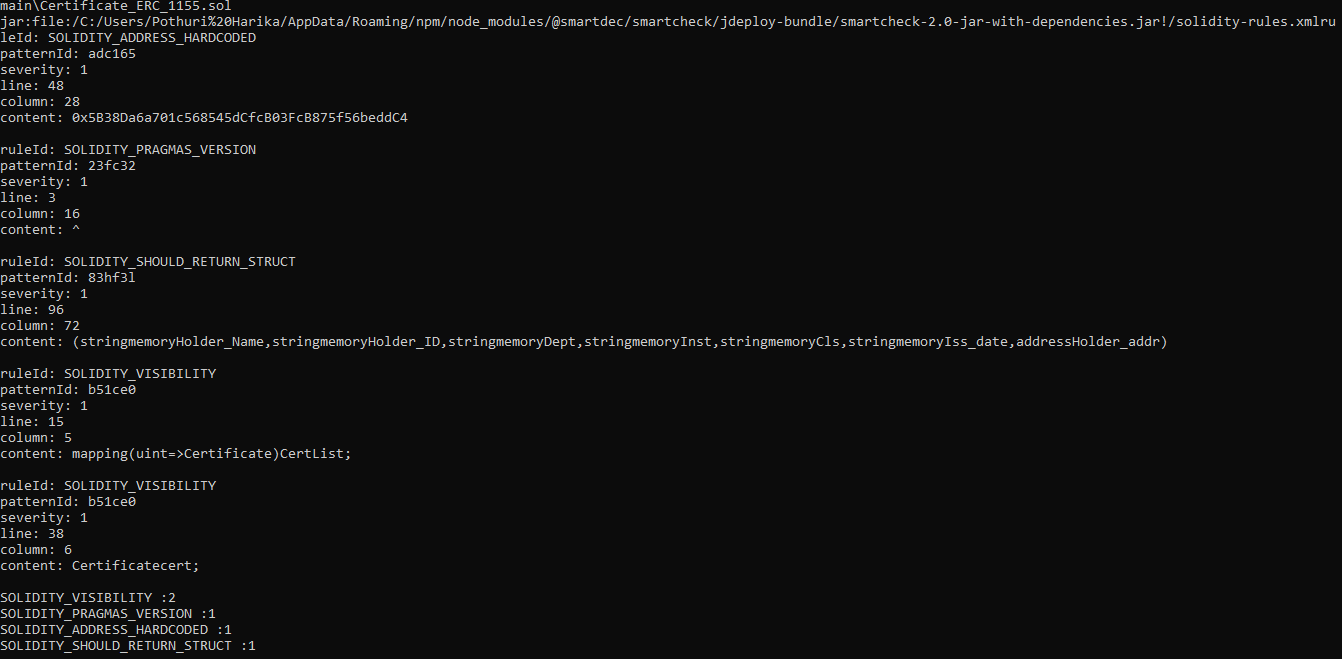 main\Certificate_ERC_1155.sol
jar:file:/C:/Users/Pothuri%20Harika/AppData/Roaming/npm/node_modules/@smartdec/smartcheck/jdeploy-bundle/smartcheck-2.0-jar-with-dependencies.jar!/solidity-rules.xmlru
leId: SOLIDITY_ADDRESS_HARDCODED
patternId: adc165
severity: 1
line: 48
column: 28
content: 0x5B38Da6a701c568545dCfcB03FcB875f56beddC4

ruleId: SOLIDITY_PRAGMAS_VERSION
patternId: 23fc32
severity: 1
line: 3
column: 16
content: ^

ruleId: SOLIDITY_SHOULD_RETURN_STRUCT
patternId: 83hf3l
severity: 1
line: 96
column: 72
content: (stringmemoryHolder_Name,stringmemoryHolder_ID,stringmemoryDept,stringmemoryInst,stringmemoryCls,stringmemoryIss_date,addressHolder_addr)

ruleId: SOLIDITY_VISIBILITY
patternId: b51ce0
severity: 1
line: 15
column: 5
content: mapping(uint=>Certificate)CertList;

ruleId: SOLIDITY_VISIBILITY
patternId: b51ce0
severity: 1
line: 38
column: 6
content: Certificatecert;

SOLIDITY_VISIBILITY :2
SOLIDITY_PRAGMAS_VERSION :1
SOLIDITY_ADDRESS_HARDCODED :1
SOLIDITY_SHOULD_RETURN_STRUCT :1